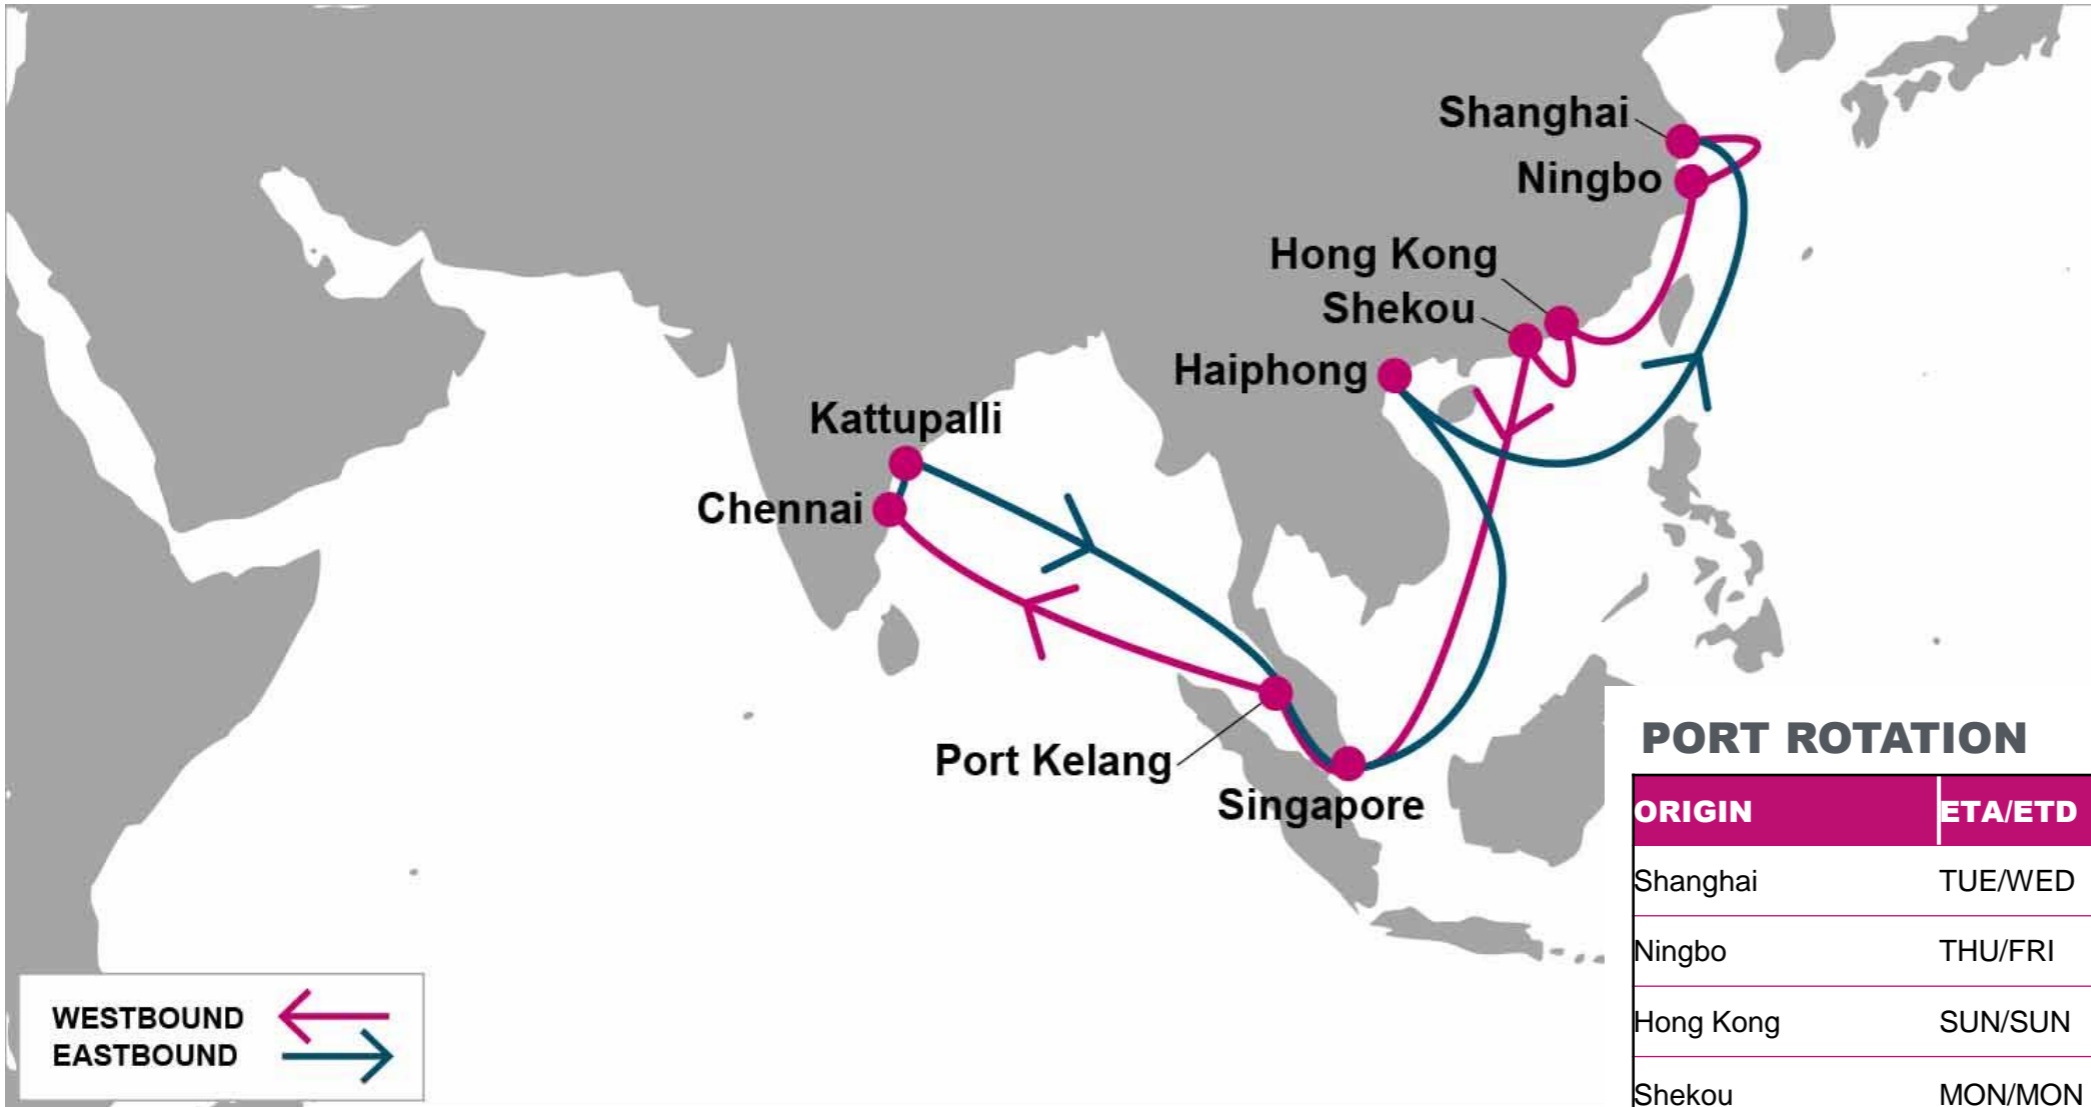 Shanghai
Ningbo
Hong Kong
Shekou
Haiphong
Kattupalli
Chennai
Port Kelang
Singapore
WESTBOUND
EASTBOUND
PORT ROTATION
ORIGIN ETA/ETD
Shanghai TUE/WED
Ningbo THU/FRI
Hong Kong SUN/SUN
Shekou MON/MON